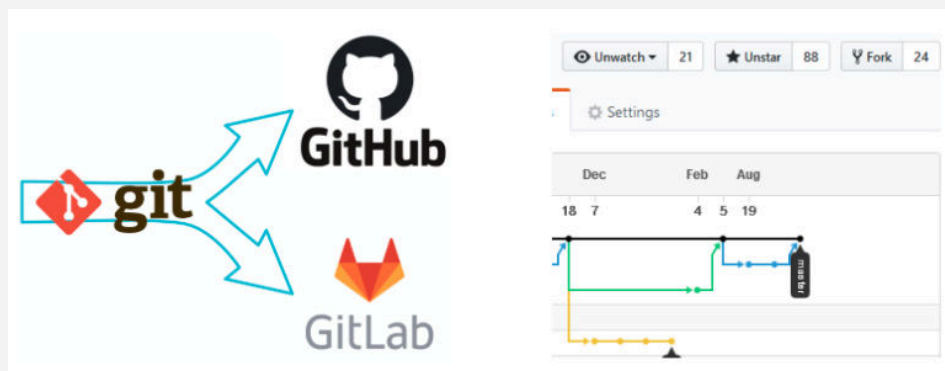 GitHub
git
GitLab
Unwatch 21 Unstar 88 Fork 24
Settings
Dec Feb Aug
18 7 4 5 19
master